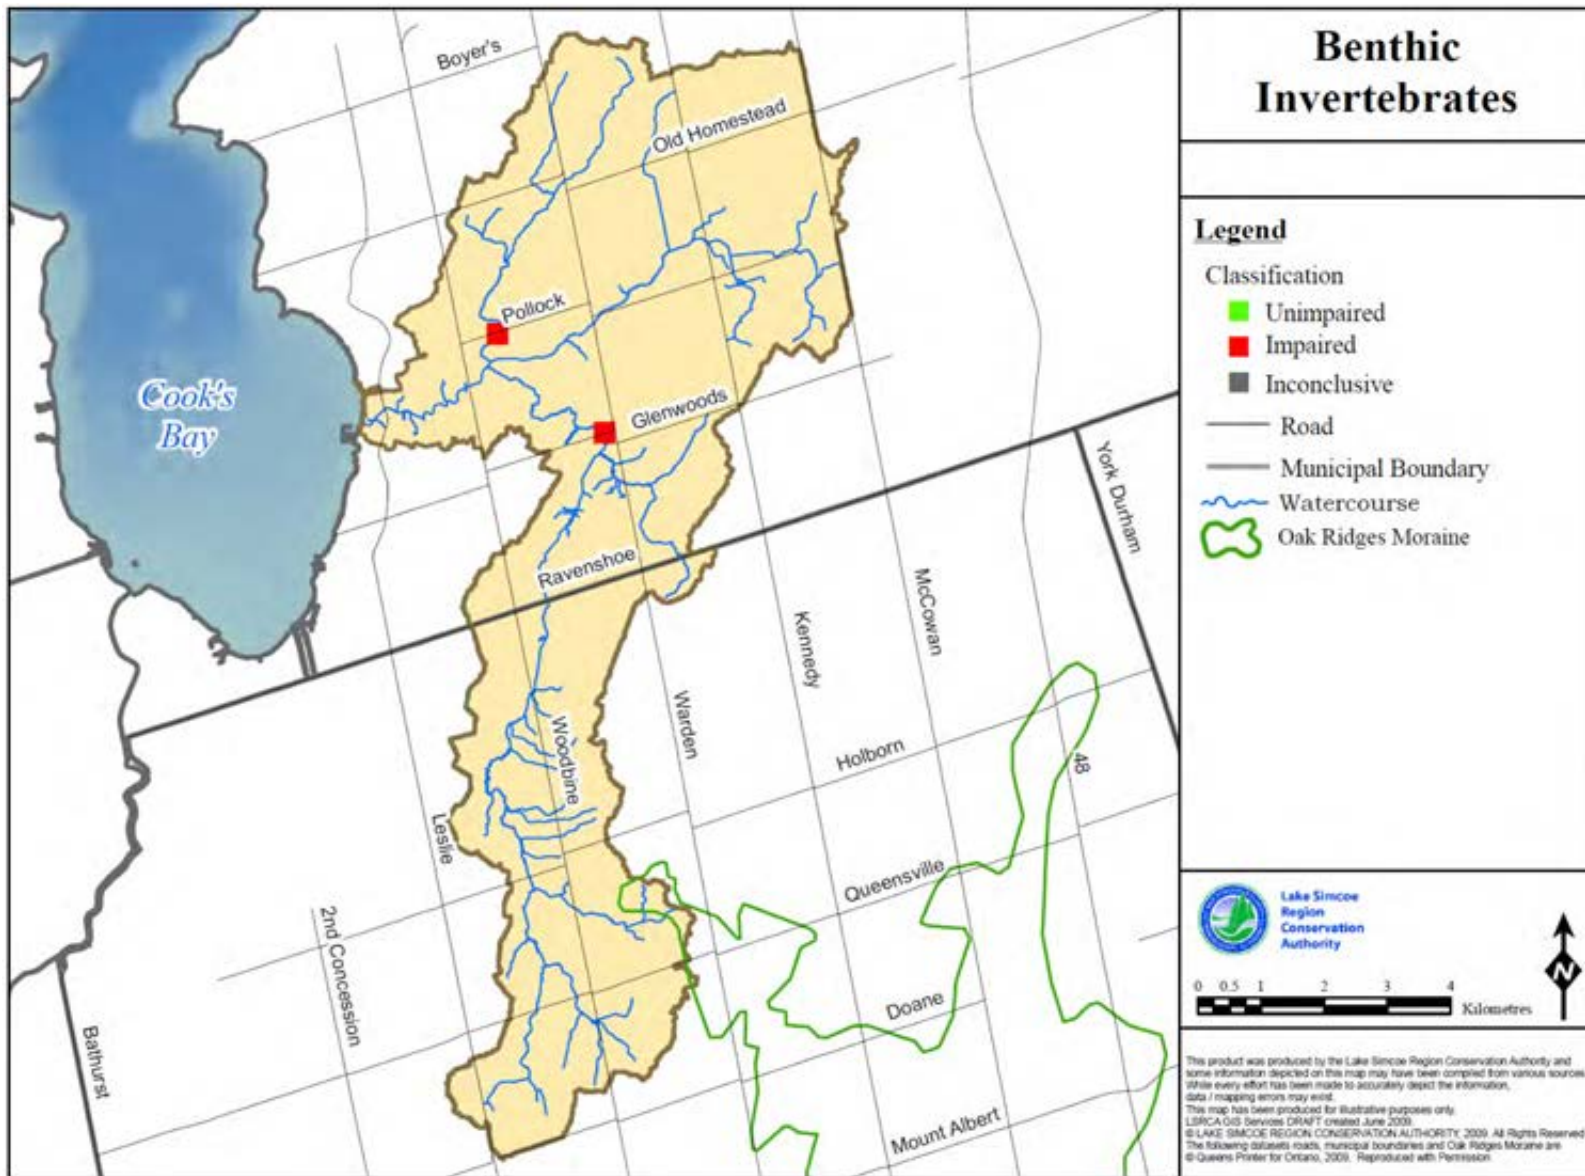 Benthic
Invertebrates
Legend
Classification
Unimpaired
Impaired
Inconclusive
Road
Municipal Boundary
Watercourse
Oak Ridges Moraine
Boyer's
Old Homestead
Pollock
Cook's
Bay
Glenwoods
York Durham
Ravenshoe
McCowan
Kennedy
Warden
Woodbine
Holborn
48
Leslie
Queensville
2nd Concession
Doane
Bathurst
Mount Albert
Lake Simcoe
Region
Conservation
Authority
N
0 0.5 1 2 3 4
Kilometres
This product was produced by the Lake Simcoe Region Conservation Authority and
some information depicted on this map may have been compiled from various sources.
While every effort has been made to accurately depict the information,
data / mapping errors may exist.
This map has been produced for illustrative purposes only.
LSRCA GIS Services DRAFT created June 2009.
© LAKE SIMCOE REGION CONSERVATION AUTHORITY, 2009. All Rights Reserved.
The following datasets roads, municipal boundaries and Oak Ridges Moraine are
© Queens Printer for Ontario, 2009. Reproduced with Permission.